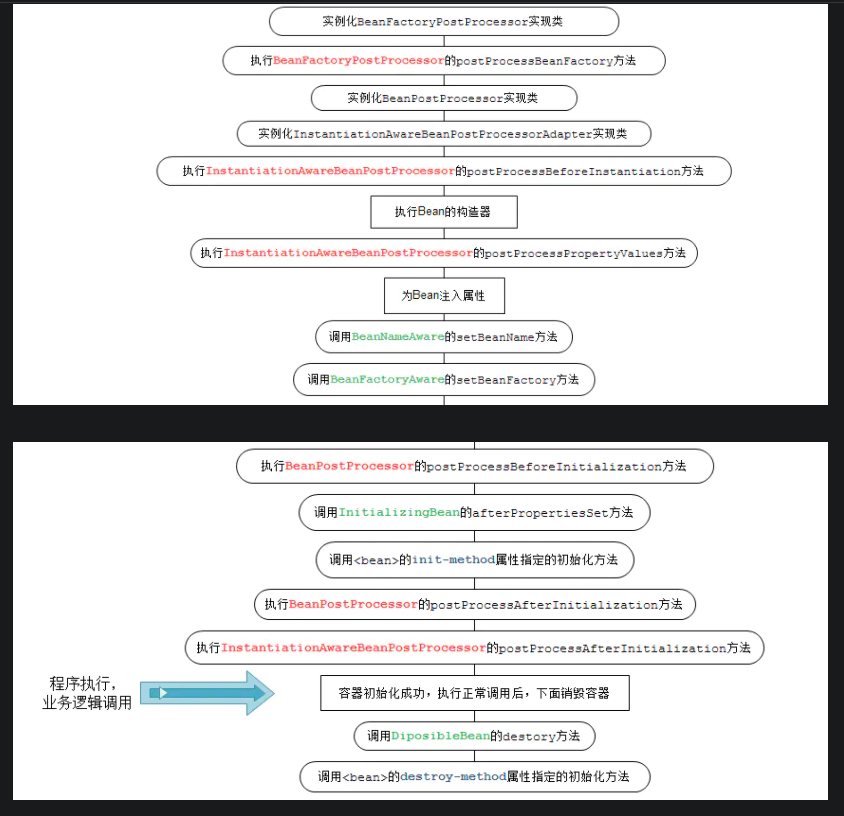 实例化BeanFactoryPostProcessor实现类
执行BeanFactoryPostProcessor的postProcessBeanFactory方法
实例化BeanPostProcessor实现类
实例化InstantiationAwareBeanPostProcessorAdapter实现类
执行InstantiationAwareBeanPostProcessor的postProcessBeforeInstantiation方法
执行Bean的构造器
执行InstantiationAwareBeanPostProcessor的postProcessPropertyValues方法
为Bean注入属性
调用BeanNameAware的setBeanName方法
调用BeanFactoryAware的setBeanFactory方法
执行BeanPostProcessor的postProcessBeforeInitialization方法
调用InitializingBean的afterPropertiesSet方法
调用<bean>的init-method属性指定的初始化方法
执行BeanPostProcessor的postProcessAfterInitialization方法
执行InstantiationAwareBeanPostProcessor的postProcessAfterInitialization方法
程序执行，
业务逻辑调用
容器初始化成功，执行正常调用后，下面销毁容器
调用DiposibleBean的destory方法
调用<bean>的destroy-method属性指定的初始化方法